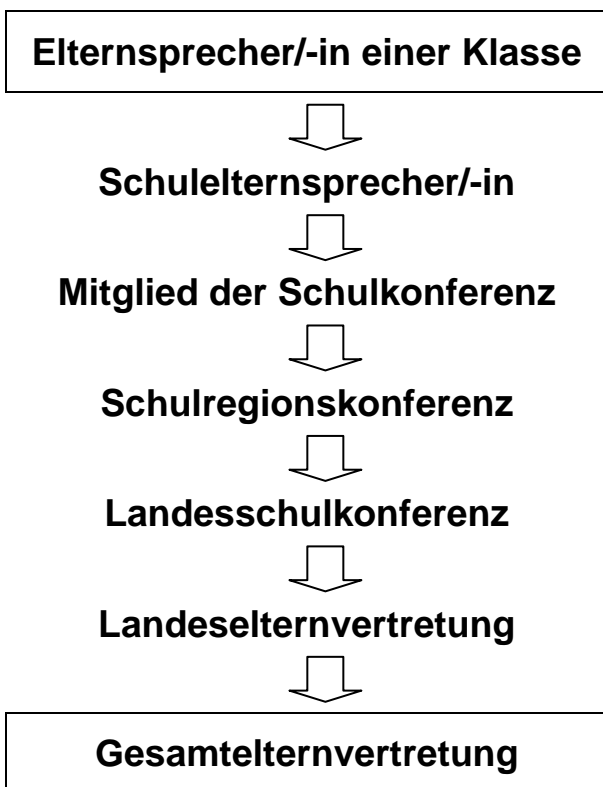 Elternsprecher/-in einer Klasse
Schulelternsprecher/-in
Mitglied der Schulkonferenz
Schulregionskonferenz
Landesschulkonferenz
Landeselternvertretung
Gesamtelternvertretung